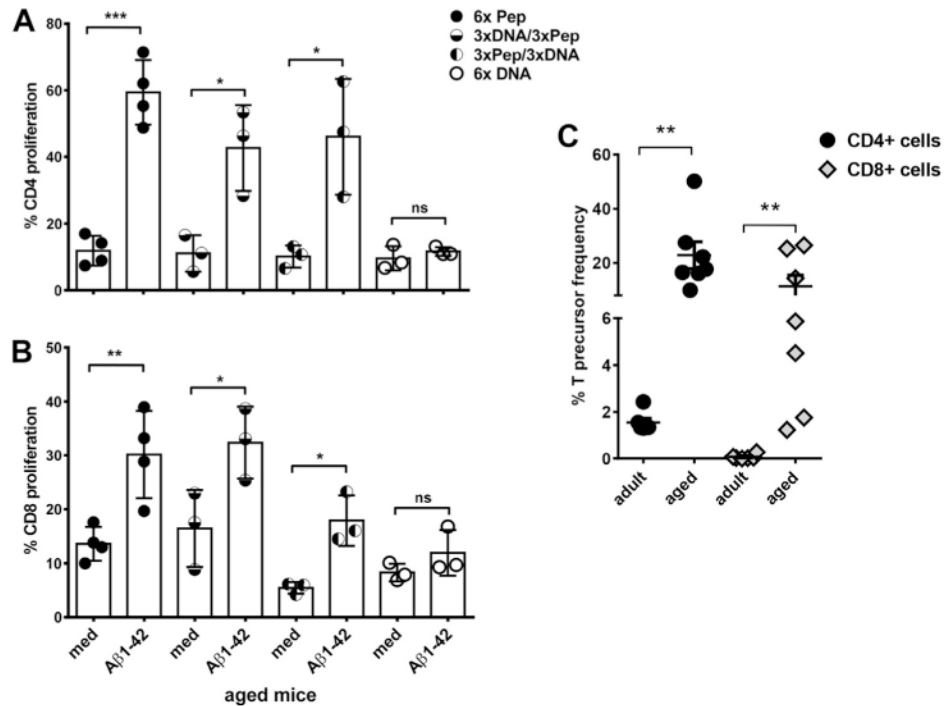 A
% CD4 proliferation
80
60
40
20
0
***
*
*
ns
6x Pep
3xDNA/3xPep
3xPep/3xDNA
6x DNA
B
% CD8 proliferation
50
40
30
20
10
0
**
*
*
ns
med
Aβ1-42
med
Aβ1-42
med
Aβ1-42
med
Aβ1-42
aged mice
C
CD4+ cells
CD8+ cells
% T precursor frequency
60
40
20
6
4
2
0
**
**
adult
aged
adult
aged